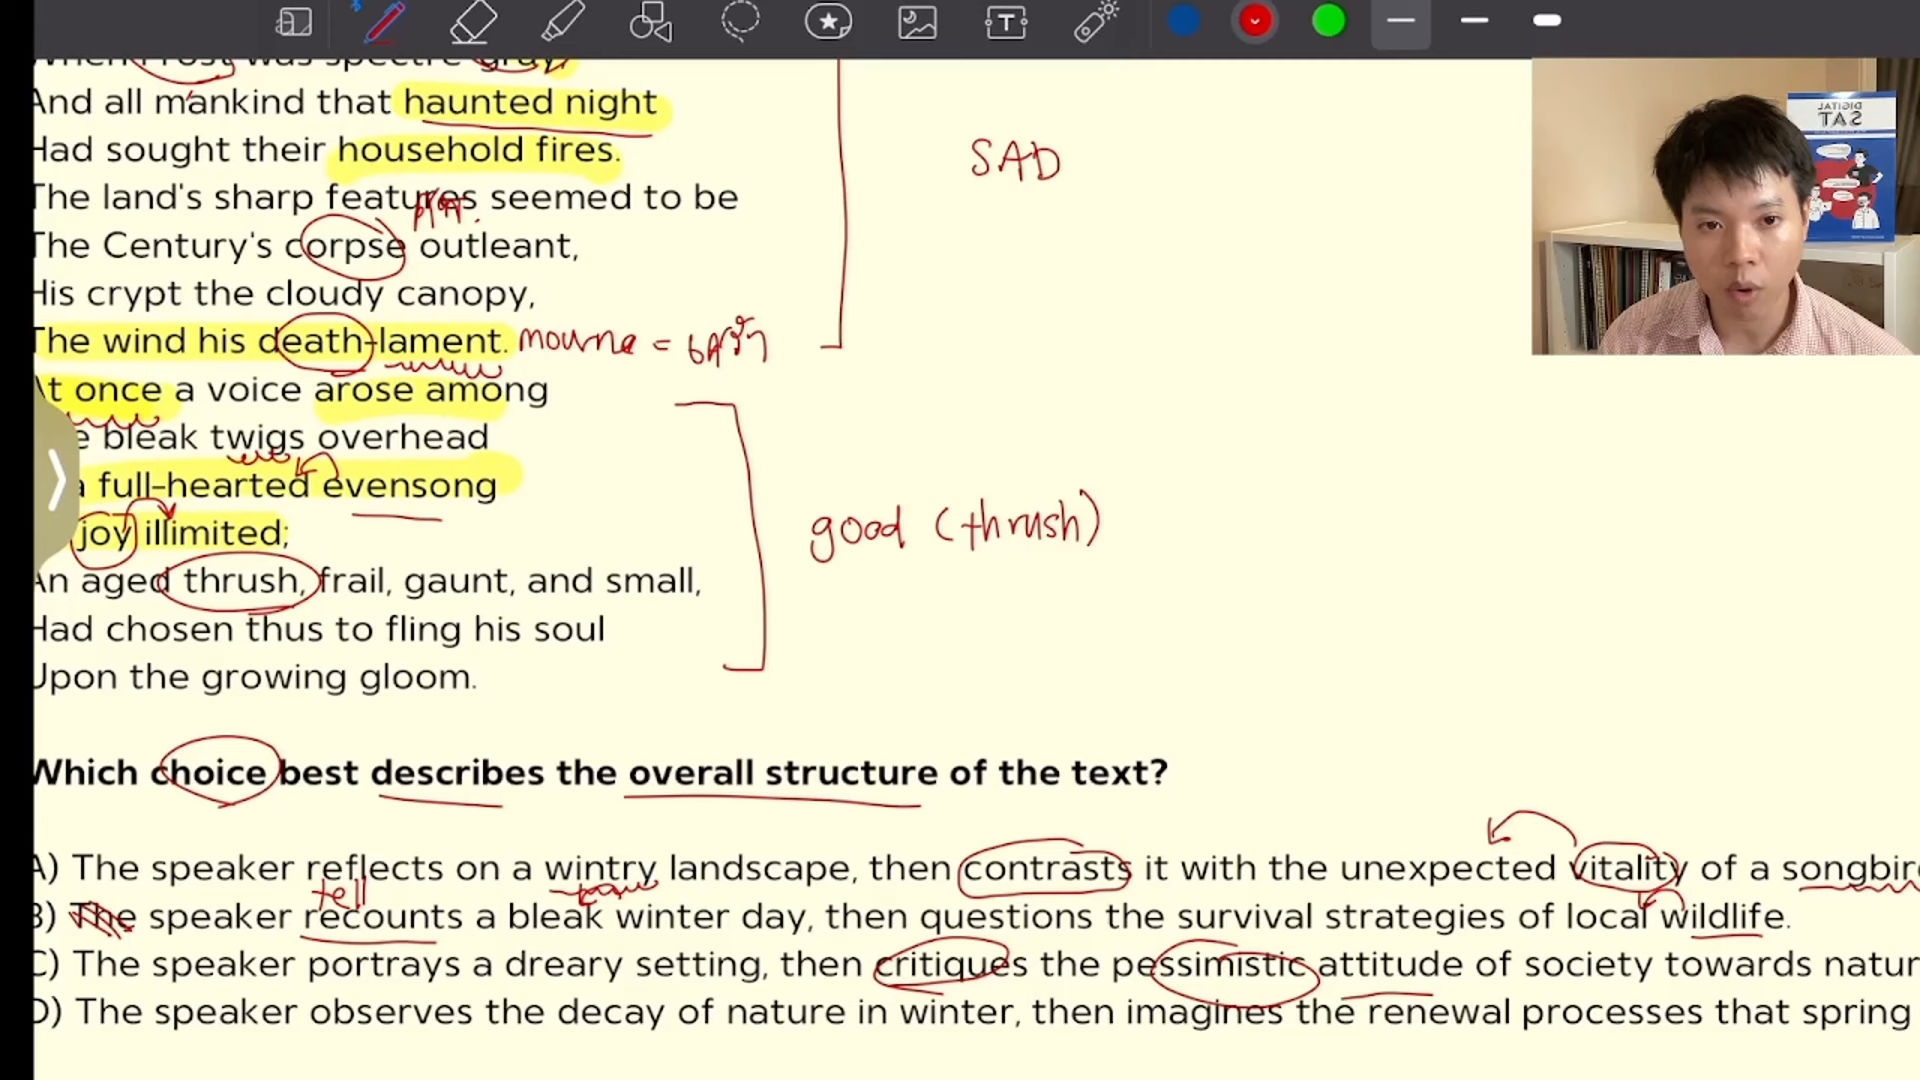 When Frost was spectre-gray,
And all mankind that haunted night
Had sought their household fires.
SAD
The land's sharp features seemed to be
The Century's corpse outleant,
His crypt the cloudy canopy,
The wind his death-lament. mourne =
At once a voice arose among
e bleak twigs overhead
a full-hearted evensong
joy illimited;
good (thrush)
An aged thrush, frail, gaunt, and small,
Had chosen thus to fling his soul
Upon the growing gloom.
Which choice best describes the overall structure of the text?
A) The speaker reflects on a wintry landscape, then contrasts it with the unexpected vitality of a songbir
tell
B) The speaker recounts a bleak winter day, then questions the survival strategies of local wildlife.
C) The speaker portrays a dreary setting, then critiques the pessimistic attitude of society towards natur
D) The speaker observes the decay of nature in winter, then imagines the renewal processes that spring
DIGITAL
SAT
T